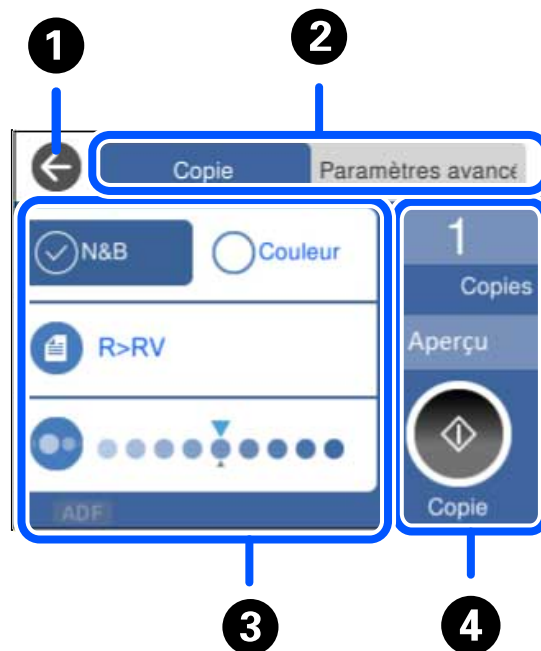 1
2
Copie
Paramètres avancé
N&B
Couleur
1
Copies
R>RV
Aperçu
ADF
Copie
3
4